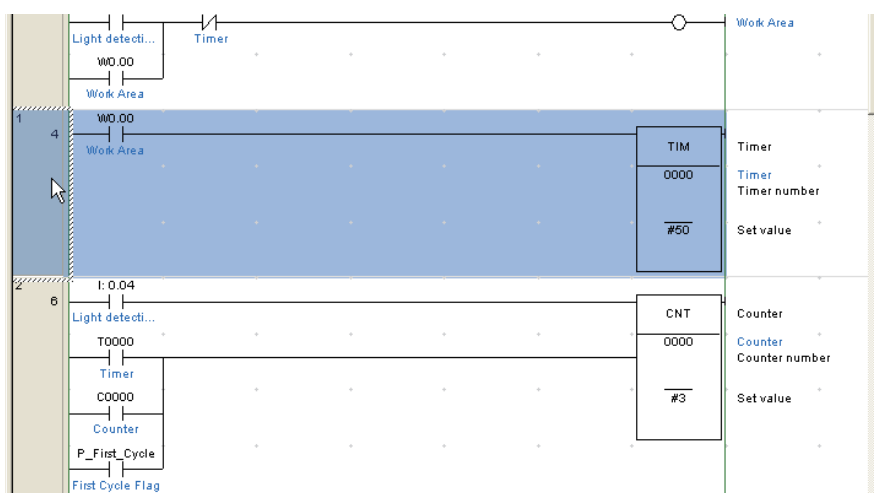 Light detecti...
Timer
Work Area
W0.00
Work Area
1
4
W0.00
Work Area
TIM
Timer
0000
Timer
Timer number
#50
Set value
2
6
I: 0.04
Light detecti...
CNT
Counter
T0000
Timer
0000
Counter
Counter number
C0000
Counter
#3
Set value
P_First_Cycle
First Cycle Flag